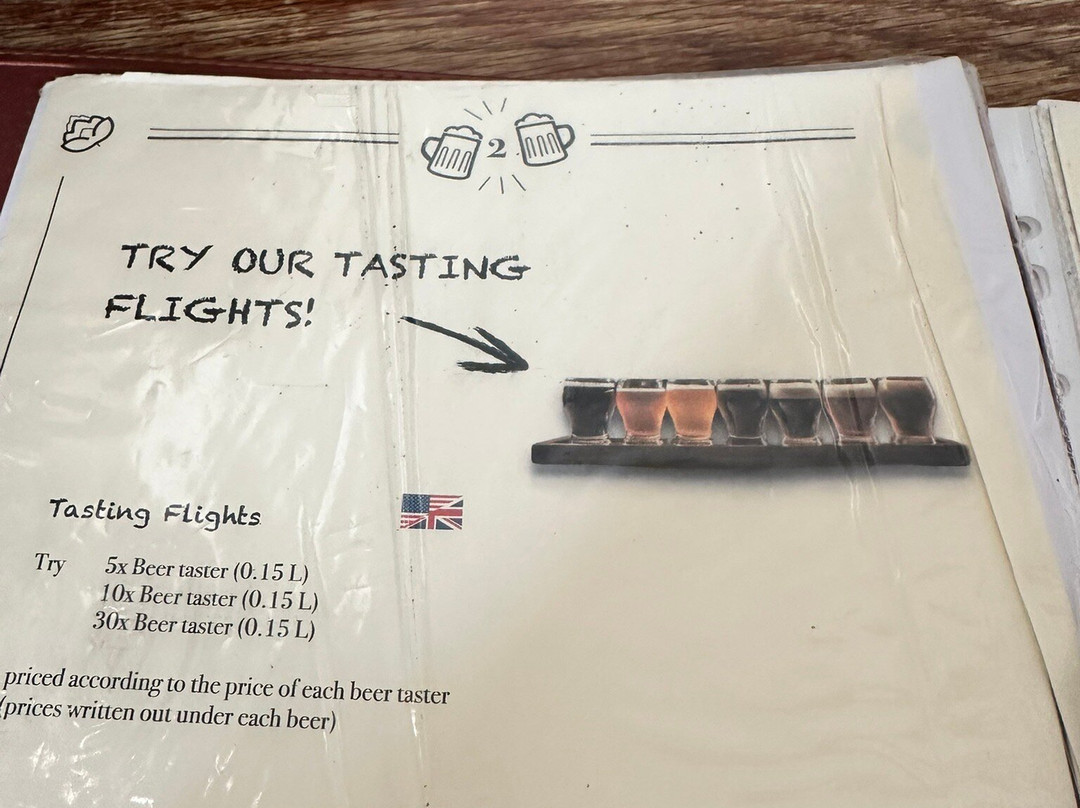 2
TRY OUR TASTING
FLIGHTS!
Tasting Flights
Try 5x Beer taster (0.15 L)
10x Beer taster (0.15 L)
30x Beer taster (0.15 L)
priced according to the price of each beer taster
(prices written out under each beer)